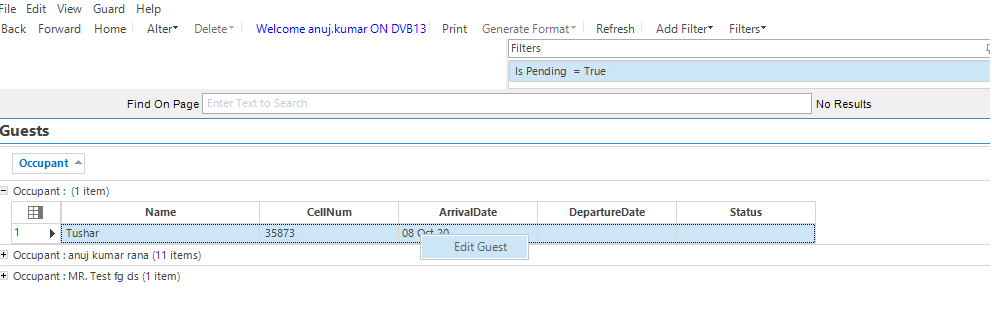 File Edit View Guard Help
Back Forward Home Alter Delete Welcome anuj.kumar ON DVB13 Print Generate Format Refresh Add Filter Filters
Filters
Is Pending = True
Find On Page Enter Text to Search No Results
Guests
Occupant
Occupant : (1 item)
Name CellNum ArrivalDate DepartureDate Status
1 Tushar 35873 08 Oct 20
Edit Guest
Occupant : anuj kumar rana (11 items)
Occupant : MR. Test fg ds (1 item)